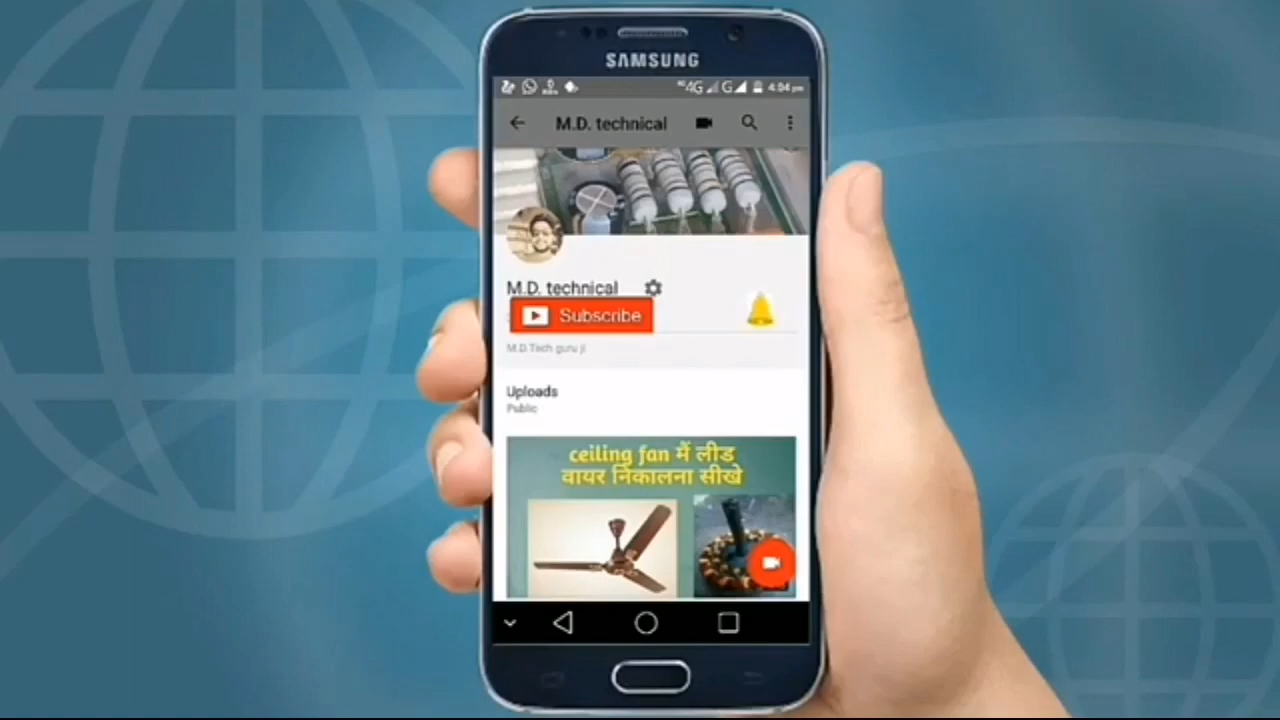 SAMSUNG
4G G 4:04 pm
M.D. technical
M.D. technical
Subscribe
M.D.Tech guru ji
Uploads
Public
ceiling fan मैं लीड
वायर निकालना सीखे